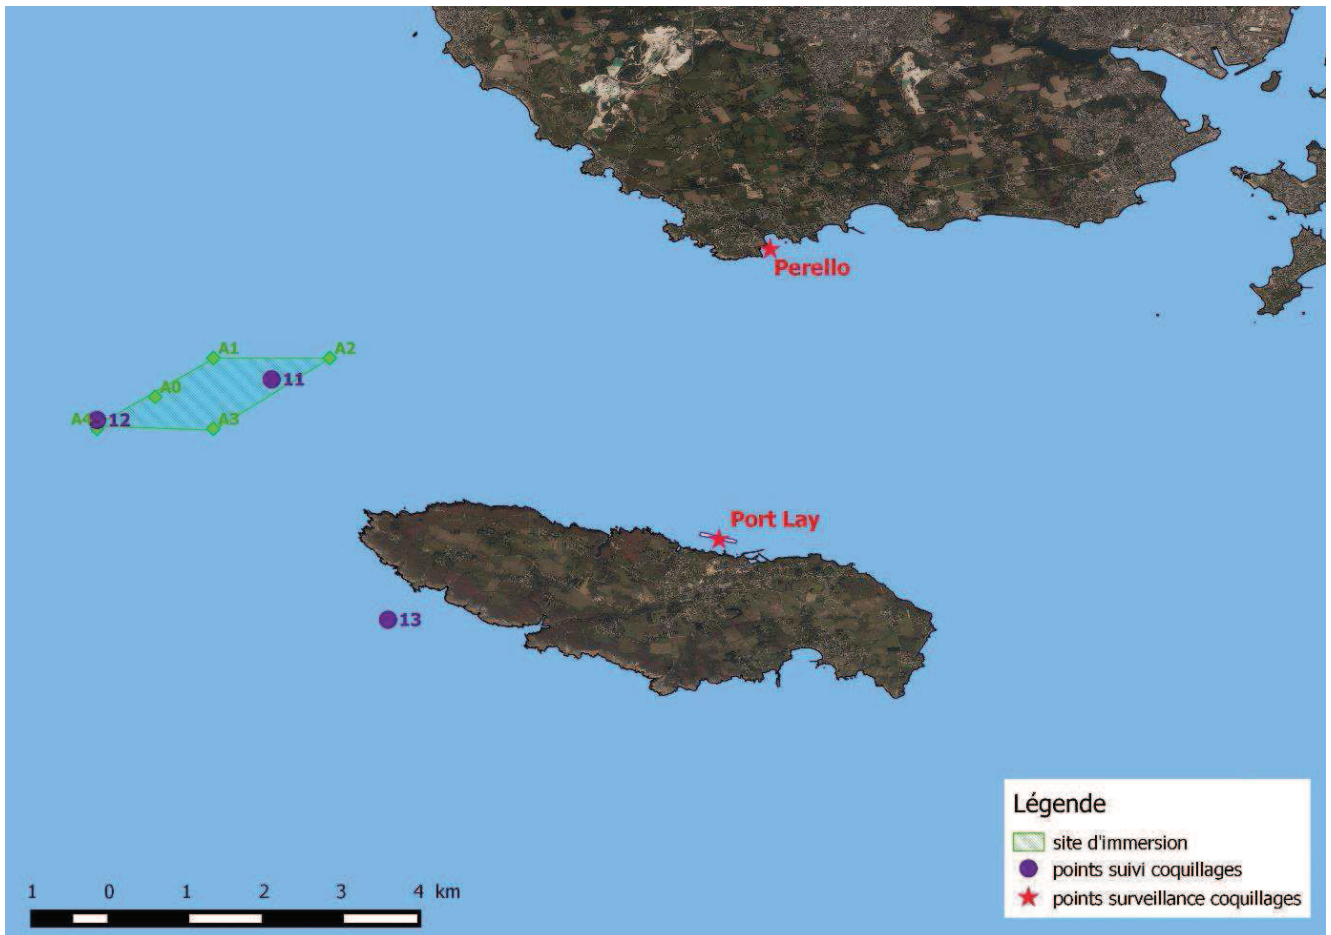 Perello
A1
A2
11
A0
A4
12
A3
Port Lay
13
Légende
site d'immersion
points suivi coquillages
points surveillance coquillages
1 0 1 2 3 4 km